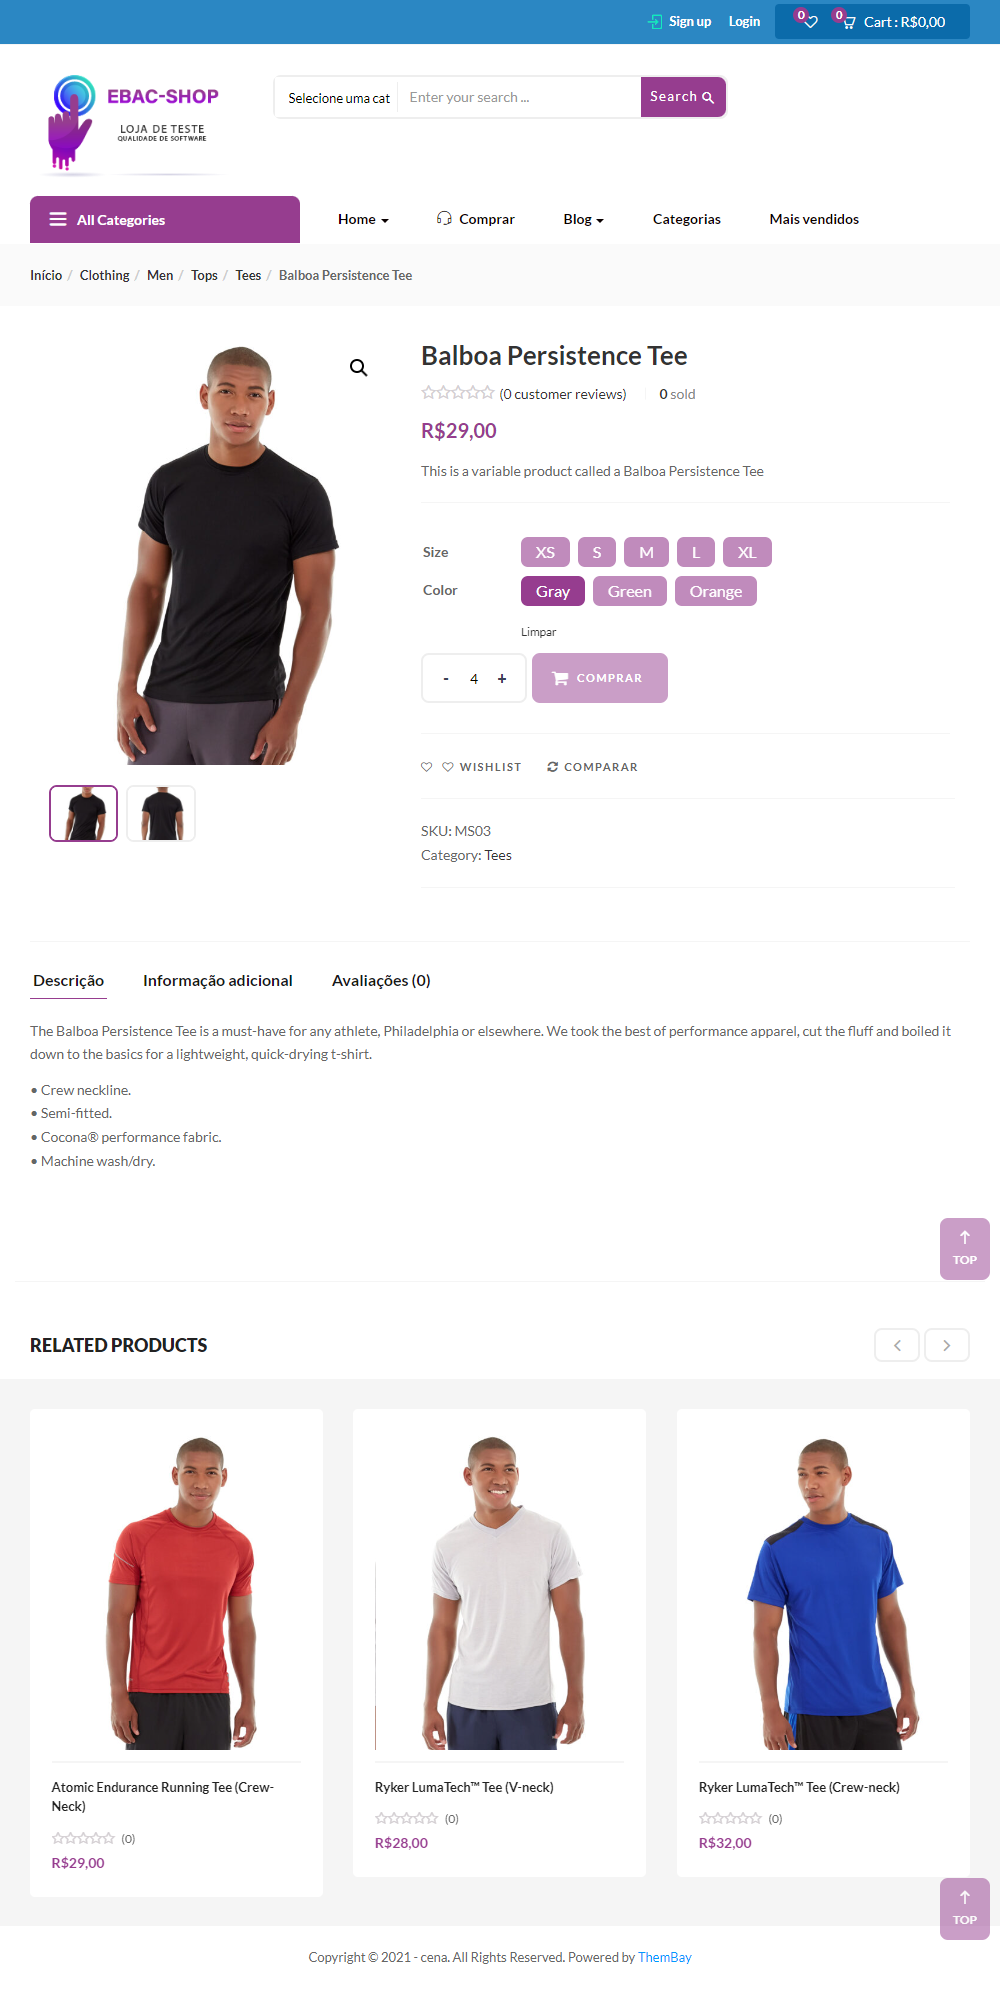 Sign up Login 0 0 Cart : R$0,00
EBAC-SHOP
LOJA DE TESTE
QUALIDADE DE SOFTWARE
Selecione uma cat Enter your search ... Search
All Categories Home Comprar Blog Categorias Mais vendidos
Início / Clothing / Men / Tops / Tees / Balboa Persistence Tee
Balboa Persistence Tee
(0 customer reviews) 0 sold
R$29,00
This is a variable product called a Balboa Persistence Tee
Size XS S M L XL
Color Gray Green Orange
Limpar
- 4 + COMPRAR
WISHLIST COMPARAR
SKU: MS03
Category: Tees
Descrição Informação adicional Avaliações (0)
The Balboa Persistence Tee is a must-have for any athlete, Philadelphia or elsewhere. We took the best of performance apparel, cut the fluff and boiled it
down to the basics for a lightweight, quick-drying t-shirt.
• Crew neckline.
• Semi-fitted.
• Cocona® performance fabric.
• Machine wash/dry.
TOP
RELATED PRODUCTS
Atomic Endurance Running Tee (Crew-
Neck)
(0)
R$29,00
Ryker LumaTech™ Tee (V-neck)
(0)
R$28,00
Ryker LumaTech™ Tee (Crew-neck)
(0)
R$32,00
TOP
Copyright © 2021 - cena. All Rights Reserved. Powered by ThemBay